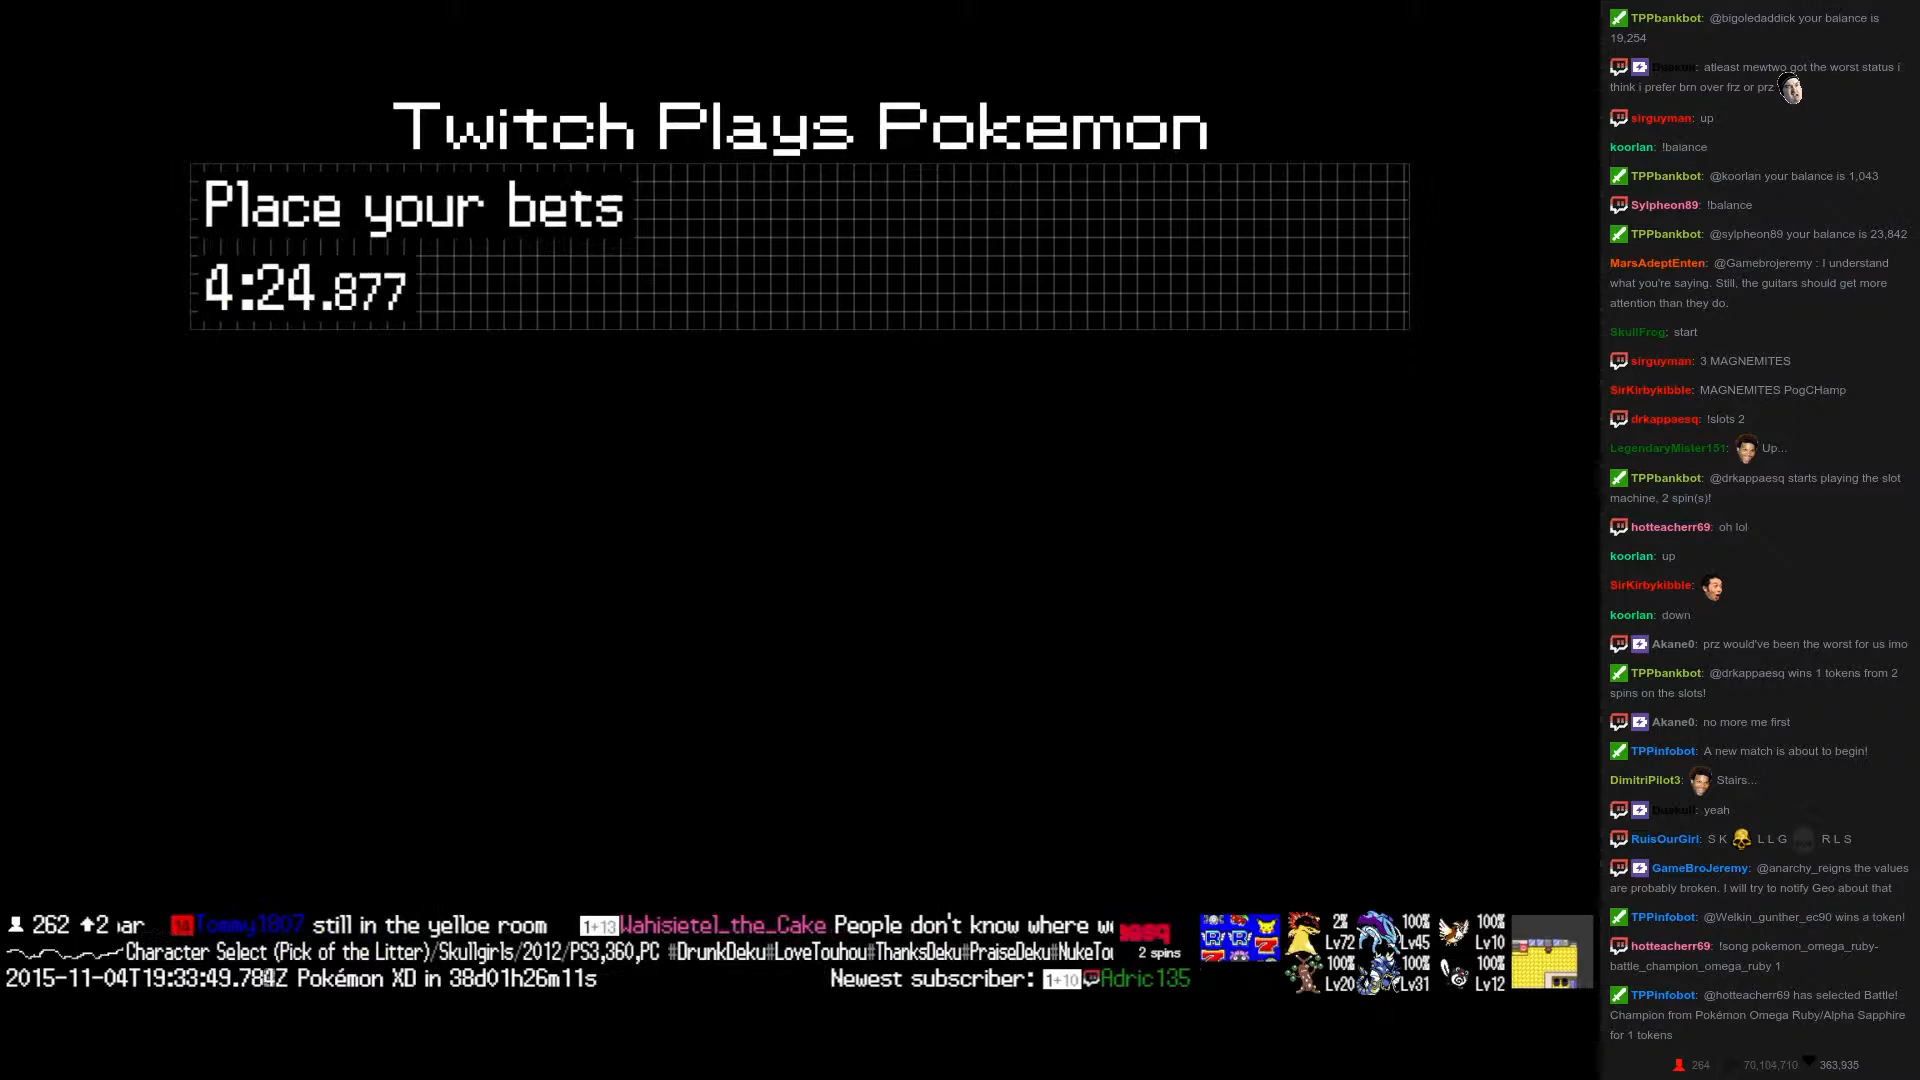 Twitch Plays Pokemon
Place your bets
4:24.877
262 2 ar Tommy1807 still in the yelloe room 1+13 Wahisietel_the_Cake People don't know where we
esq
2 spins
Character Select (Pick of the Litter)/Skullgirls/2012/PS3,360,PC #DrunkDeku#LoveTouhou#ThanksDeku#PraiseDeku#NukeTou
Pokémon XD in 38d01h26m11s
Newest subscriber: 1+10 Adric135
2% 100% 100%
Lv72 Lv45 Lv10
100% 100% 100%
Lv20 Lv31 Lv12
TPPbankbot: @bigoledaddick your balance is
19,254
Duskull: atleast mewtwo got the worst status i
think i prefer brn over frz or prz
sirguyman: up
koorlan: !balance
TPPbankbot: @koorlan your balance is 1,043
Sylpheon89: !balance
TPPbankbot: @sylpheon89 your balance is 23,842
MarsAdeptEnten: @Gamebrojeremy : I understand
what you're saying. Still, the guitars should get more
attention than they do.
SkullFrog: start
sirguyman: 3 MAGNEMITES
SirKirbykibble: MAGNEMITES PogCHamp
drkappaesq: !slots 2
LegendaryMister151: Up...
TPPbankbot: @drkappaesq starts playing the slot
machine, 2 spin(s)!
hotteacherr69: oh lol
koorlan: up
SirKirbykibble:
koorlan: down
Akane0: prz would've been the worst for us imo
TPPbankbot: @drkappaesq wins 1 tokens from 2
spins on the slots!
Akane0: no more me first
TPPinfobot: A new match is about to begin!
DimitriPilot3: Stairs...
Duskull: yeah
RuisOurGirl: S K L L G R L S
GameBroJeremy: @anarchy_reigns the values
are probably broken. I will try to notify Geo about that
TPPinfobot: @Welkin_gunther_ec90 wins a token!
hotteacherr69: !song pokemon_omega_ruby-
battle_champion_omega_ruby 1
TPPinfobot: @hotteacherr69 has selected Battle!
Champion from Pokémon Omega Ruby/Alpha Sapphire
for 1 tokens
264 70,104,710 363,935